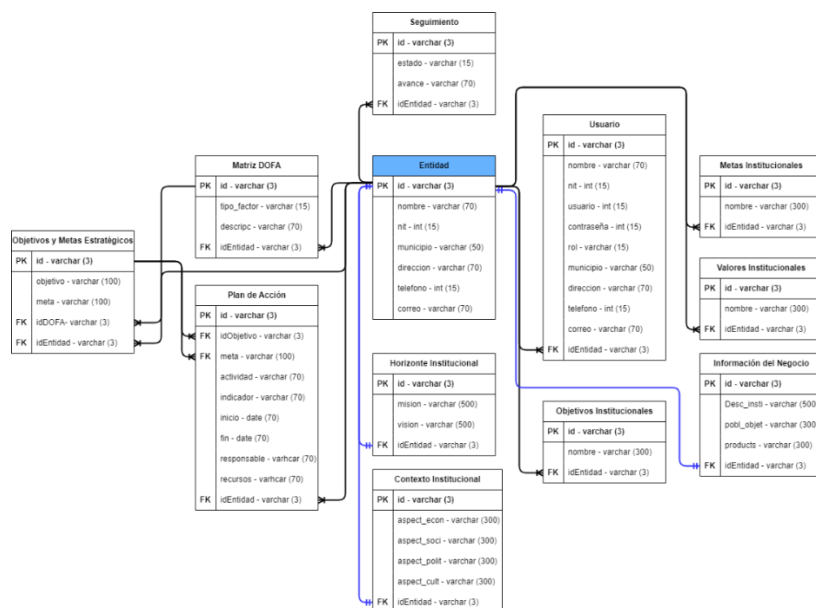 Seguimiento
PK id - varchar (3)
estado - varchar (15)
avance - varchar (70)
FK idEntidad - varchar (3)
Matriz DOFA
PK id - varchar (3)
tipo_factor - varchar (15)
descripc - varchar (70)
FK idEntidad - varchar (3)
Entidad
PK id - varchar (3)
nombre - varchar (70)
nit - int (15)
municipio - varchar (50)
direccion - varchar (70)
telefono - int (15)
correo - varchar (70)
Usuario
PK id - varchar (3)
nombre - varchar (70)
nit - int (15)
usuario - int (15)
contraseña - int (15)
rol - varchar (15)
municipio - varchar (50)
direccion - varchar (70)
telefono - int (15)
correo - varchar (70)
FK idEntidad - varchar (3)
Metas Institucionales
PK id - varchar (3)
nombre - varchar (300)
FK idEntidad - varchar (3)
Objetivos y Metas Estratégicos
PK id - varchar (3)
objetivo - varchar (100)
meta - varchar (100)
FK idDOFA- varchar (3)
FK idEntidad - varchar (3)
Plan de Acción
PK id - varchar (3)
FK idObjetivo - varchar (3)
FK meta - varchar (100)
actividad - varchar (70)
indicador - varchar (70)
inicio - date (70)
fin - date (70)
responsable - varhcar (70)
recursos - varhcar (70)
FK idEntidad - varchar (3)
Valores Institucionales
PK id - varchar (3)
nombre - varchar (300)
FK idEntidad - varchar (3)
Horizonte Institucional
PK id - varchar (3)
mision - varchar (500)
vision - varchar (500)
FK idEntidad - varchar (3)
Objetivos Institucionales
PK id - varchar (3)
nombre - varchar (300)
FK idEntidad - varchar (3)
Información del Negocio
PK id - varchar (3)
Desc_insti - varchar (500
pobl_objet - varchar (300)
products - varchar (300)
FK idEntidad - varchar (3)
Contexto Institucional
PK id - varchar (3)
aspect_econ - varchar (300)
aspect_soci - varchar (300)
aspect_polit - varchar (300)
aspect_cult - varchar (300)
FK idEntidad - varchar (3)